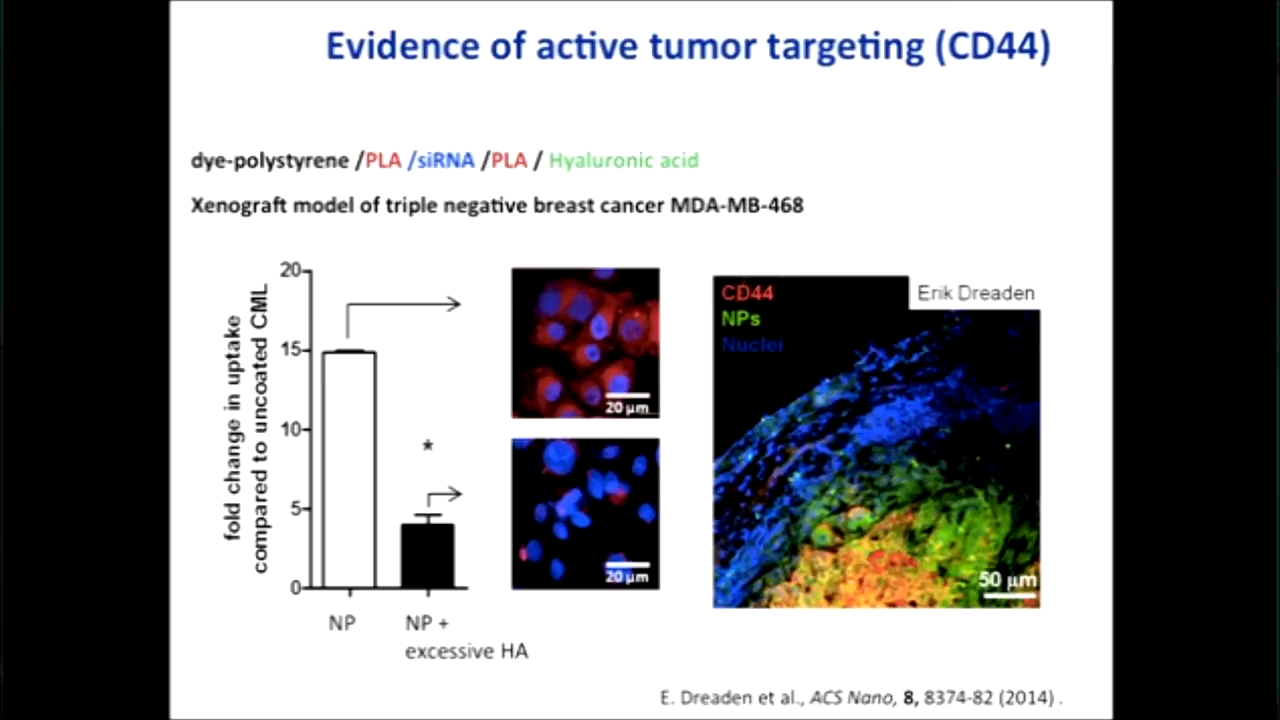 Evidence of active tumor targeting (CD44)
dye-polystyrene /PLA /siRNA /PLA / Hyaluronic acid
Xenograft model of triple negative breast cancer MDA-MB-468
fold change in uptake
compared to uncoated CML
20
15
10
5
0
*
NP
NP +
excessive HA
20 µm
20 µm
CD44
NPs
Nuclei
Erik Dreaden
50 µm
E. Dreaden et al., ACS Nano, 8, 8374-82 (2014) .